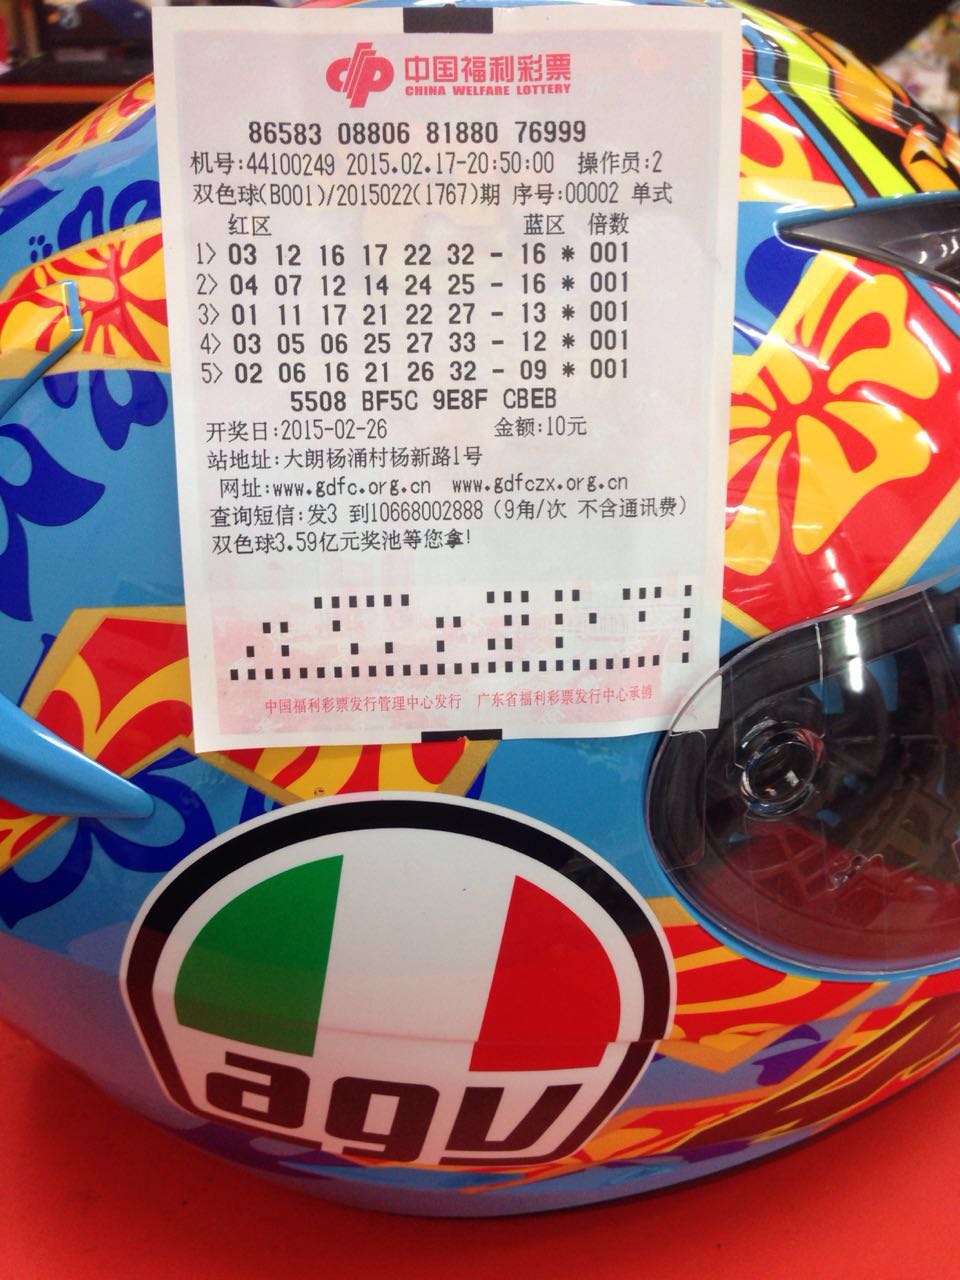 中国福利彩票
CHINA WELFARE LOTTERY
86583 08806 81880 76999
机号:44100249 2015.02.17-20:50:00 操作员:2
双色球(B001)/2015022(1767)期 序号:00002 单式
红区 蓝区 倍数
1> 03 12 16 17 22 32 - 16 * 001
2> 04 07 12 14 24 25 - 16 * 001
3> 01 11 17 21 22 27 - 13 * 001
4> 03 05 06 25 27 33 - 12 * 001
5> 02 06 16 21 26 32 - 09 * 001
5508 BF5C 9E8F CBEB
开奖日:2015-02-26 金额:10元
站地址:大朗杨涌村杨新路1号
网址:www.gdfc.org.cn www.gdfczx.org.cn
查询短信:发3 到10668002888(9角/次 不含通讯费)
双色球3.59亿元奖池等您拿!
中国福利彩票发行管理中心发行 广东省福利彩票发行中心承销
agv